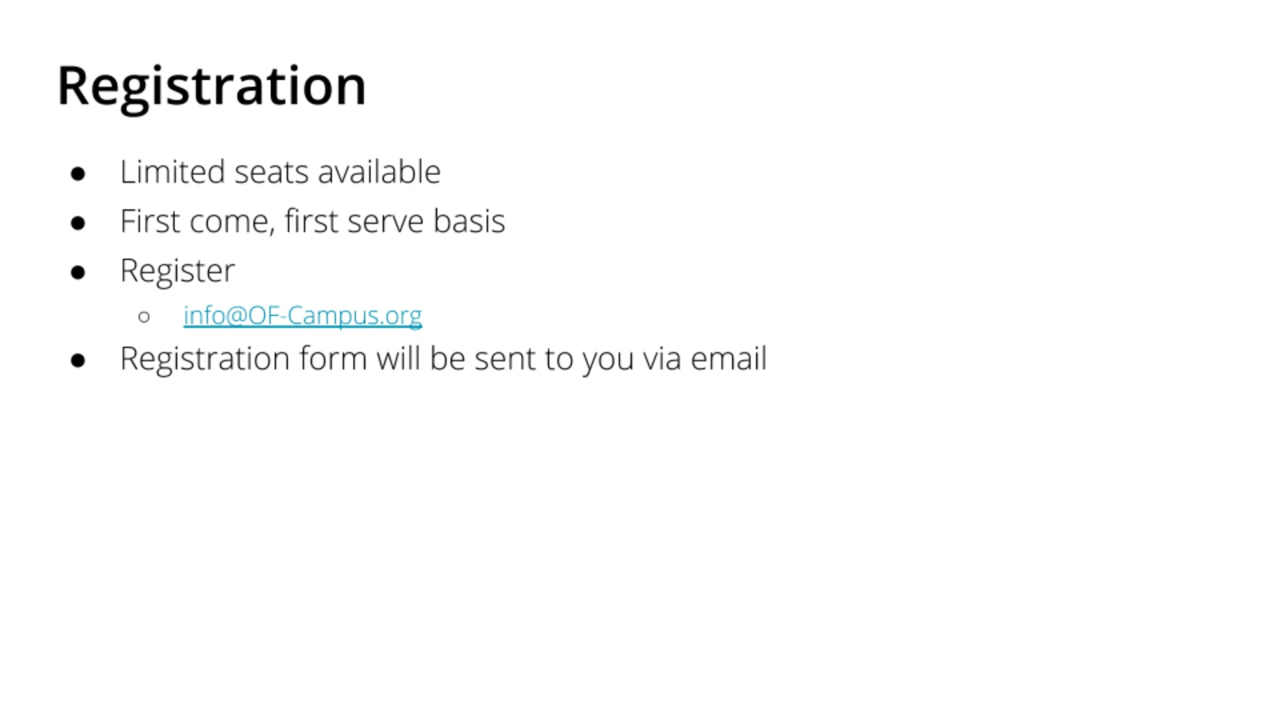 Registration
● Limited seats available
● First come, first serve basis
● Register
○ info@OF-Campus.org
● Registration form will be sent to you via email